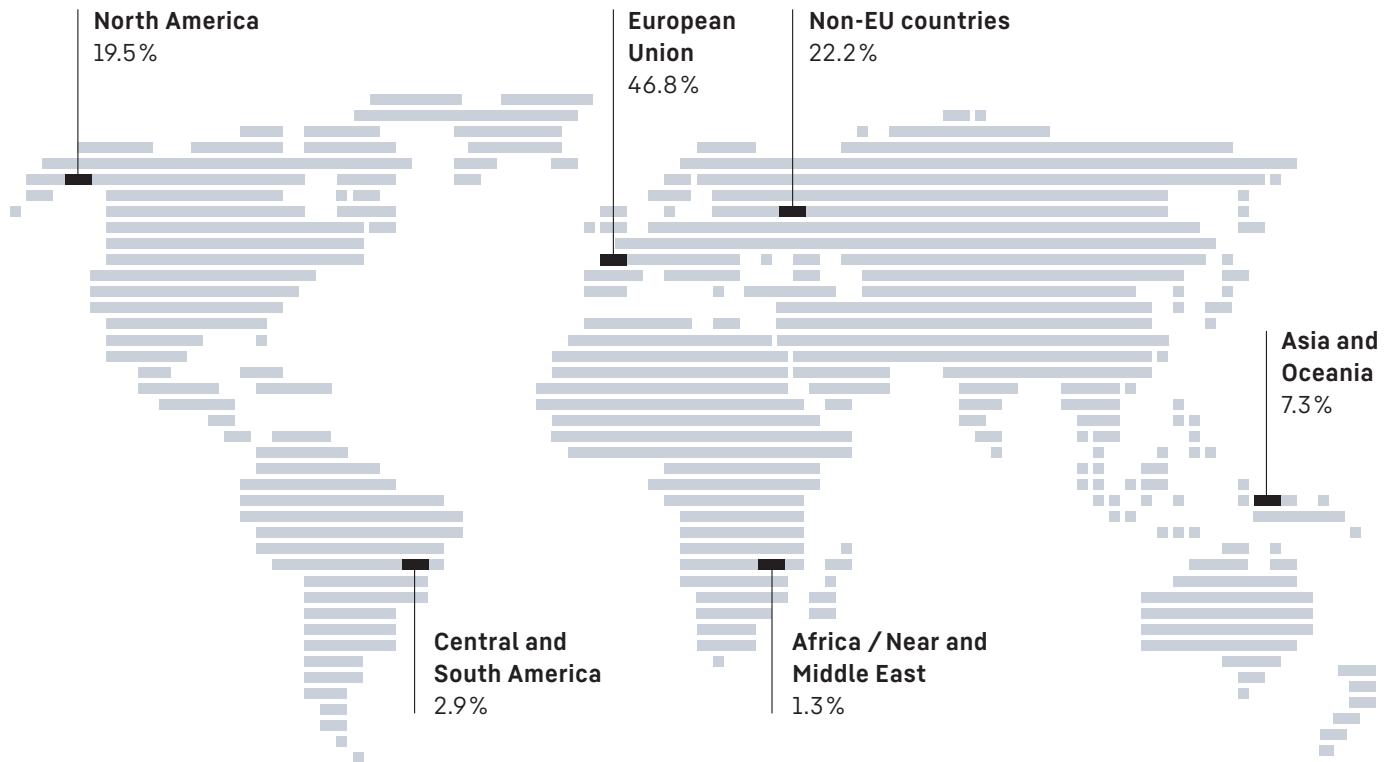 North America
19.5%
European
Union
46.8%
Non-EU countries
22.2%
Asia and
Oceania
7.3%
Central and
South America
2.9%
Africa / Near and
Middle East
1.3%